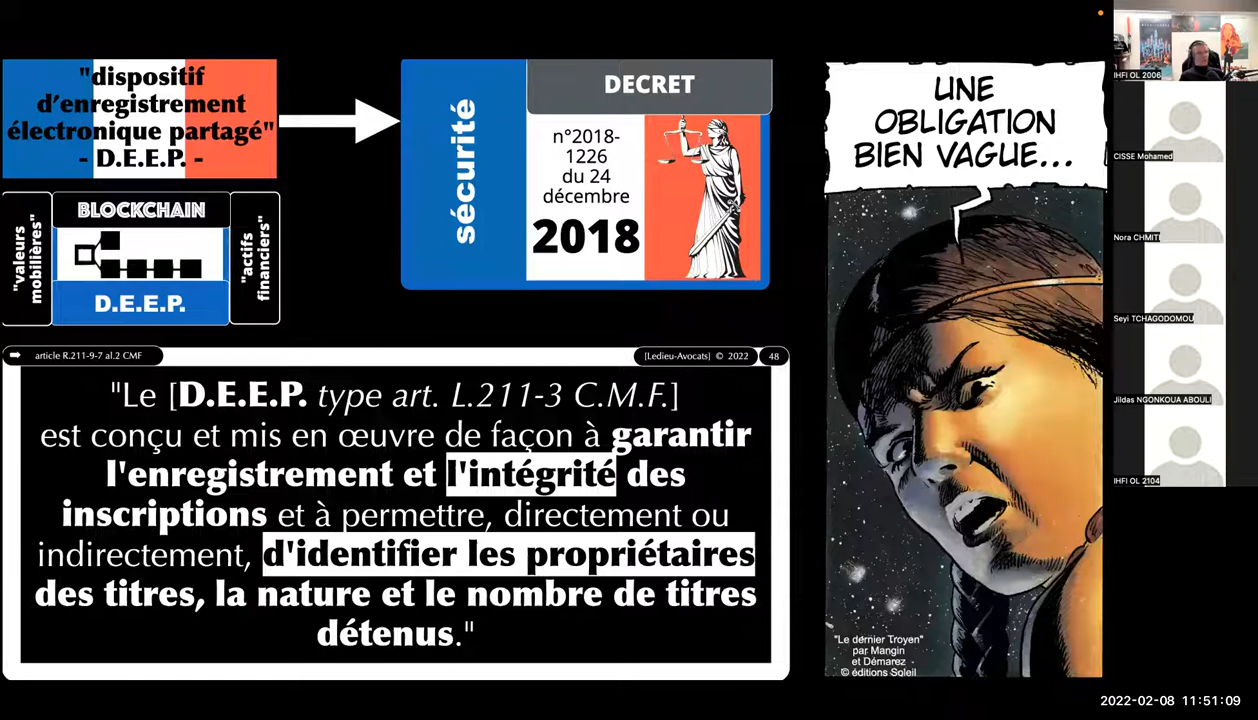 "dispositif
d'enregistrement
électronique partagé"
- D.E.E.P. -
"valeurs
mobilières"
BLOCKCHAIN
D.E.E.P.
"actifs
financiers"
sécurité
DECRET
n°2018-
1226
du 24
décembre
2018
UNE
OBLIGATION
BIEN VAGUE...
article R.211-9-7 al.2 CMF
[Ledieu-Avocats] © 2022
48
"Le [D.E.E.P. type art. L.211-3 C.M.F.]
est conçu et mis en œuvre de façon à garantir
l'enregistrement et l'intégrité des
inscriptions et à permettre, directement ou
indirectement, d'identifier les propriétaires
des titres, la nature et le nombre de titres
détenus."
"Le dernier Troyen"
par Mangin
et Démarez
© éditions Soleil
IHFI OL 2006
CISSE Mohamed
Nora CHMITI
Seyi TCHAGODOMOU
Jildas NGONKOUA ABOULI
IHFI OL 2104
2022-02-08 11:51:09